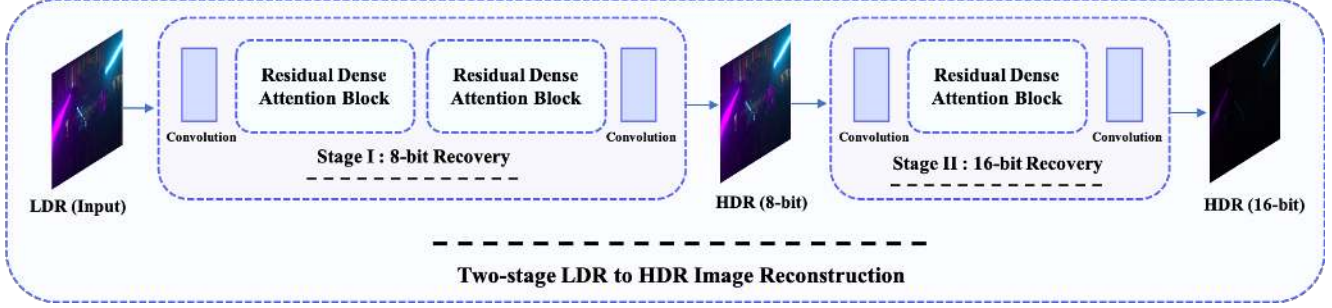 Residual Dense
Attention Block
Residual Dense
Attention Block
Residual Dense
Attention Block
Convolution
Convolution
Convolution
Convolution
Stage I : 8-bit Recovery
Stage II : 16-bit Recovery
LDR (Input)
HDR (8-bit)
HDR (16-bit)
Two-stage LDR to HDR Image Reconstruction